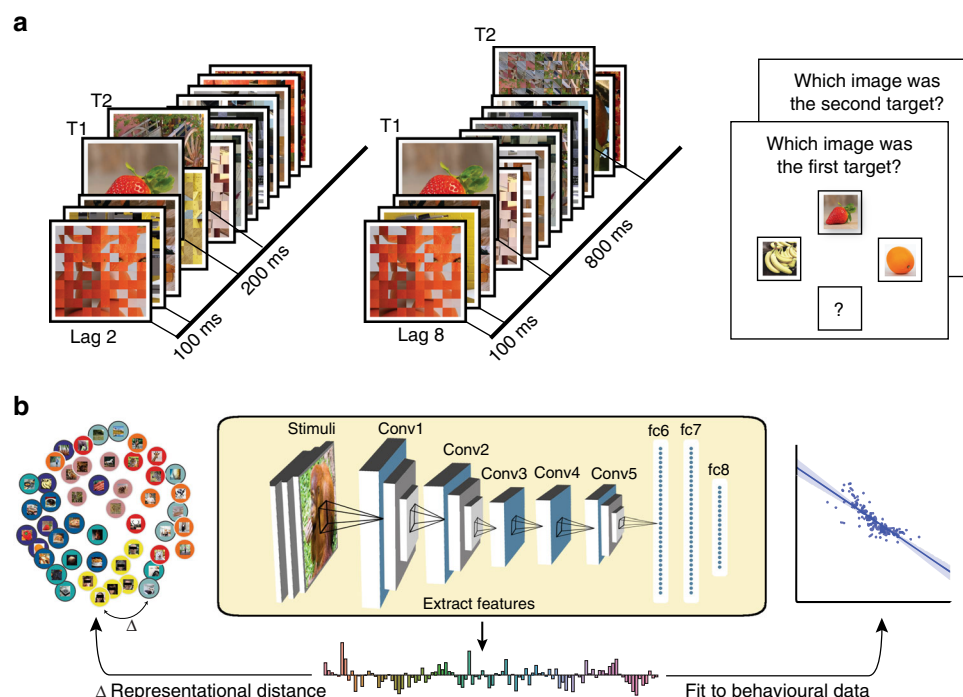 a
T1
T2
Lag 2
100 ms
200 ms
T1
T2
Lag 8
100 ms
800 ms
Which image was
the second target?
Which image was
the first target?
?
b
Δ
Stimuli
Conv1
Conv2
Conv3
Conv4
Conv5
fc6
fc7
fc8
Extract features
Δ Representational distance
Fit to behavioural data